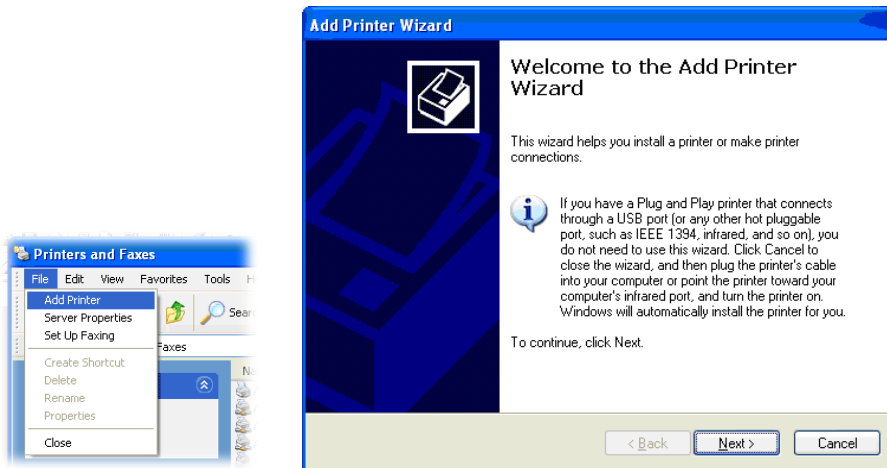 Printers and Faxes
File Edit View Favorites Tools
Add Printer
Server Properties
Set Up Faxing
Create Shortcut
Delete
Rename
Properties
Close
Faxes
Add Printer Wizard
Welcome to the Add Printer
Wizard
This wizard helps you install a printer or make printer
connections.
If you have a Plug and Play printer that connects
through a USB port (or any other hot pluggable
port, such as IEEE 1394, infrared, and so on), you
do not need to use this wizard. Click Cancel to
close the wizard, and then plug the printer's cable
into your computer or point the printer toward your
computer's infrared port, and turn the printer on.
Windows will automatically install the printer for you.
To continue, click Next.
< Back Next > Cancel